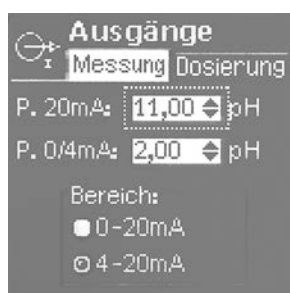 Ausgänge
Messung Dosierung
P. 20mA: 11,00 pH
P. 0/4mA: 2,00 pH
Bereich:
0-20mA
4-20mA